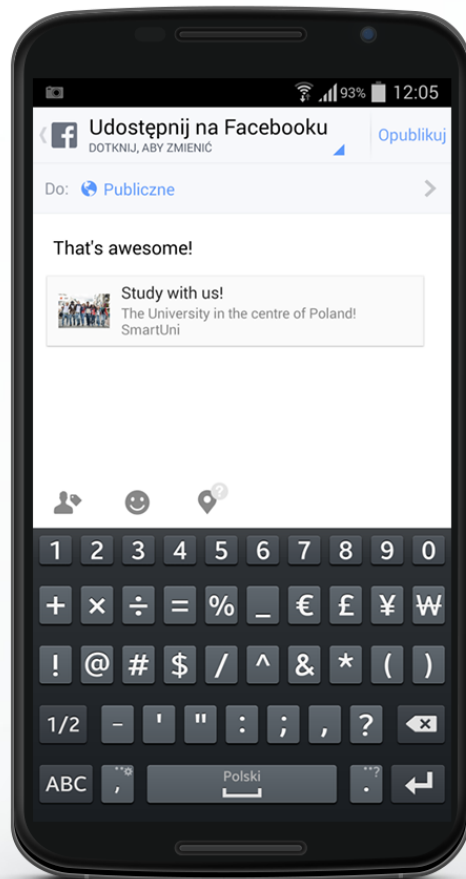 93% 12:05
f Udostępnij na Facebooku
DOTKNIJ, ABY ZMIENIĆ
Opublikuj
Do: Publiczne
That's awesome!
Study with us!
The University in the centre of Poland!
SmartUni
?
1 2 3 4 5 6 7 8 9 0
+ × ÷ = % _ € £ ¥ ₩
! @ # $ / ^ & * ( )
1/2 - ' " : ; , ?
ABC , Polski . ?